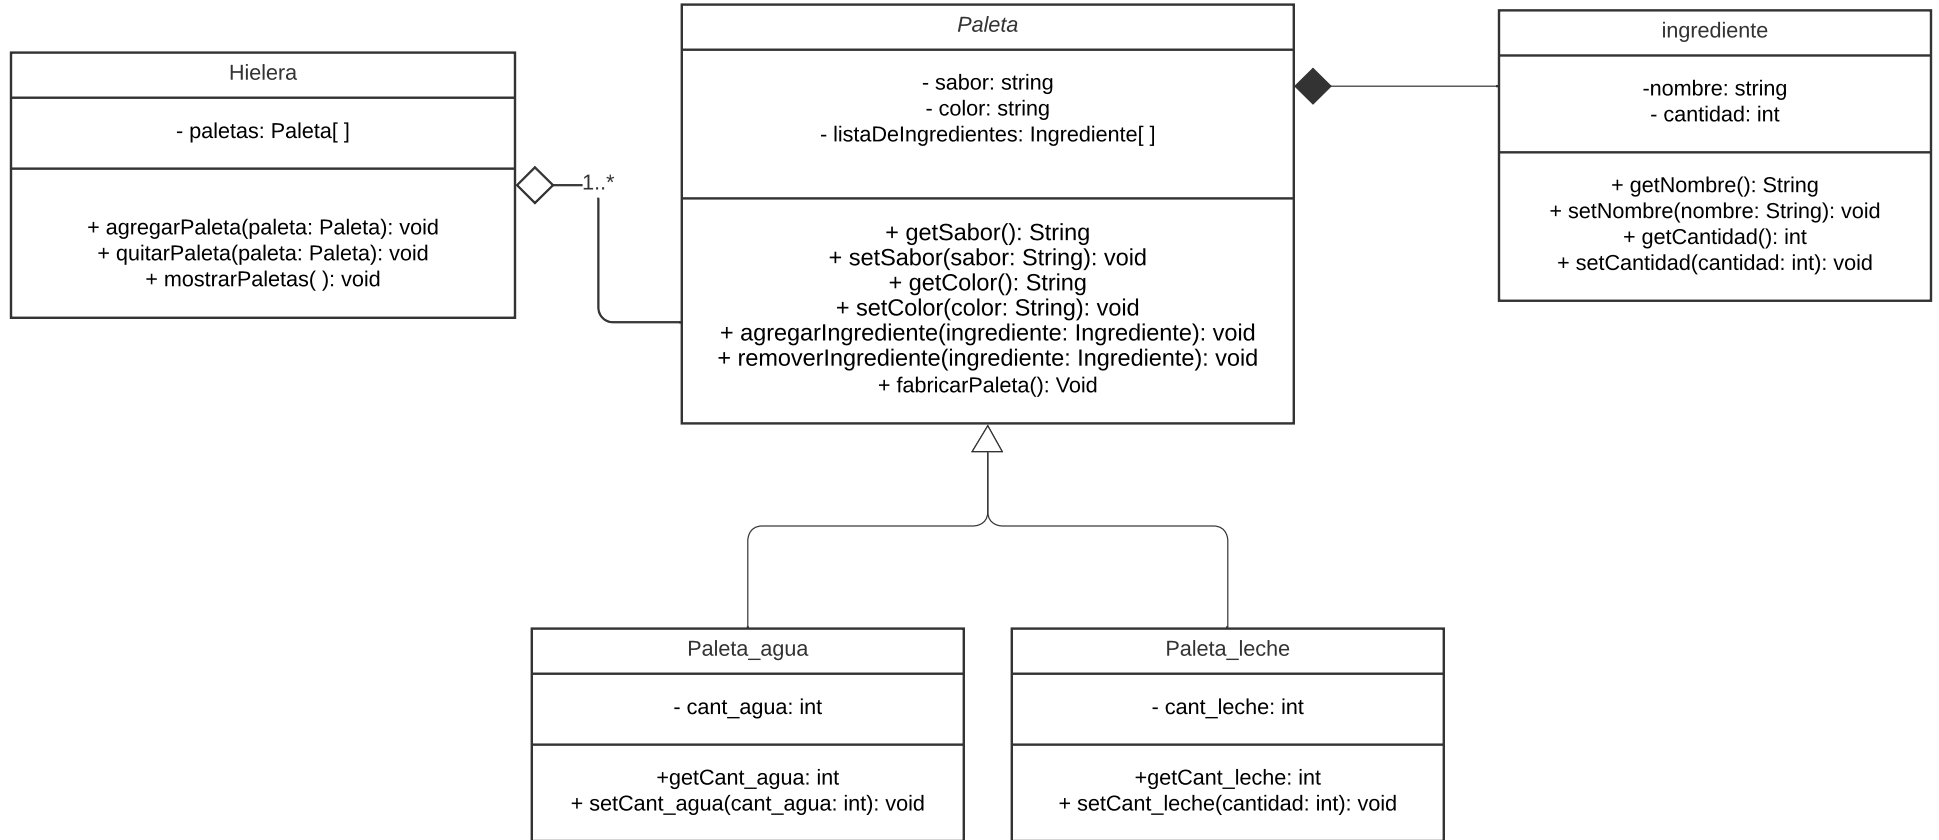 Hielera
- paletas: Paleta[ ]
+ agregarPaleta(paleta: Paleta): void
+ quitarPaleta(paleta: Paleta): void
+ mostrarPaletas( ): void
1..*
Paleta
- sabor: string
- color: string
- listaDeIngredientes: Ingrediente[ ]
+ getSabor(): String
+ setSabor(sabor: String): void
+ getColor(): String
+ setColor(color: String): void
+ agregarIngrediente(ingrediente: Ingrediente): void
+ removerIngrediente(ingrediente: Ingrediente): void
+ fabricarPaleta(): Void
ingrediente
-nombre: string
- cantidad: int
+ getNombre(): String
+ setNombre(nombre: String): void
+ getCantidad(): int
+ setCantidad(cantidad: int): void
Paleta_agua
- cant_agua: int
+getCant_agua: int
+ setCant_agua(cant_agua: int): void
Paleta_leche
- cant_leche: int
+getCant_leche: int
+ setCant_leche(cantidad: int): void